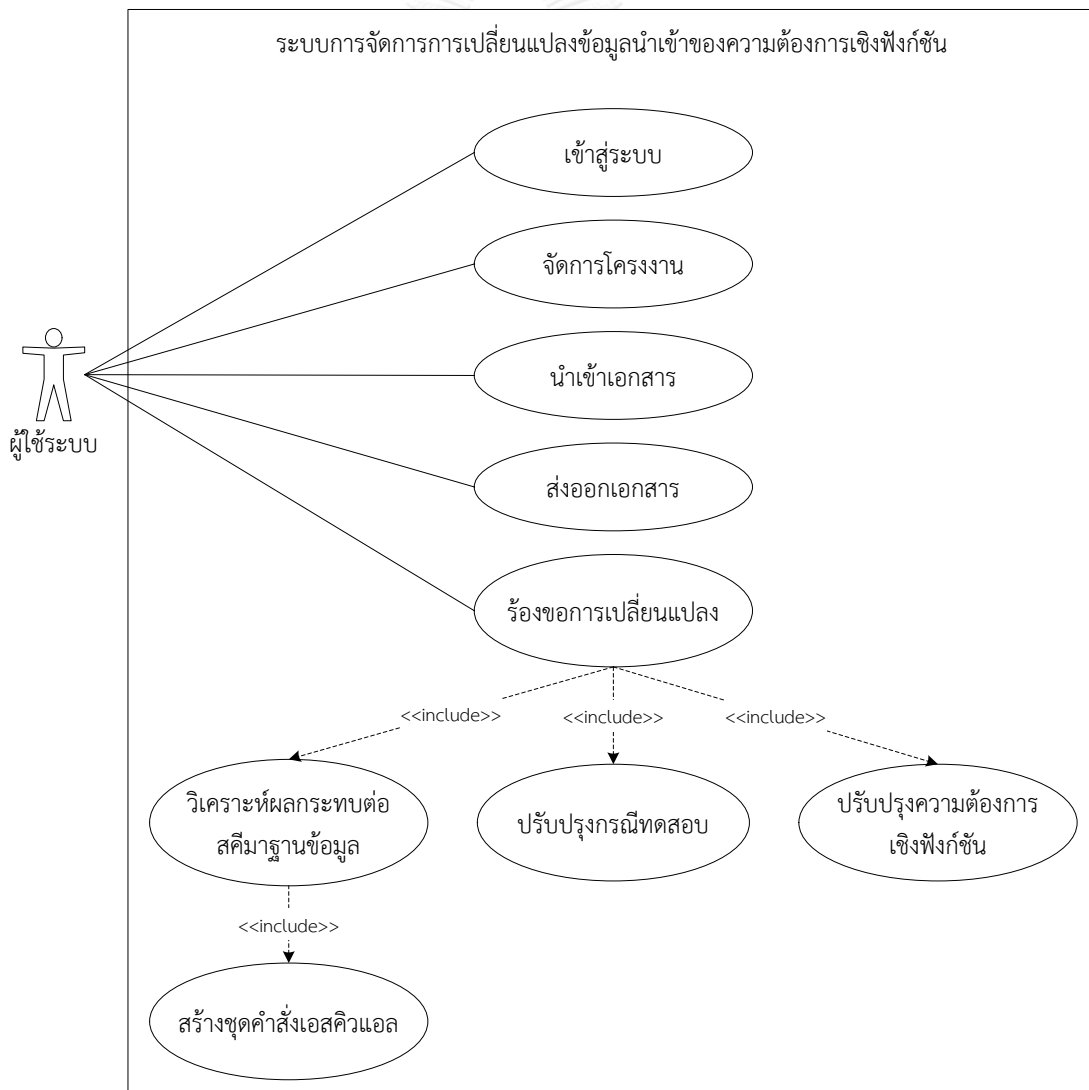 ระบบการจัดการการเปลี่ยนแปลงข้อมูลนำเข้าของความต้องการเชิงฟังก์ชัน
เข้าสู่ระบบ
จัดการโครงงาน
นำเข้าเอกสาร
ผู้ใช้ระบบ
ส่งออกเอกสาร
ร้องขอการเปลี่ยนแปลง
<<include>>
<<include>>
<<include>>
วิเคราะห์ผลกระทบต่อ
สคีมาฐานข้อมูล
ปรับปรุงกรณีทดสอบ
ปรับปรุงความต้องการ
เชิงฟังก์ชัน
<<include>>
สร้างชุดคำสั่งเอสคิวแอล